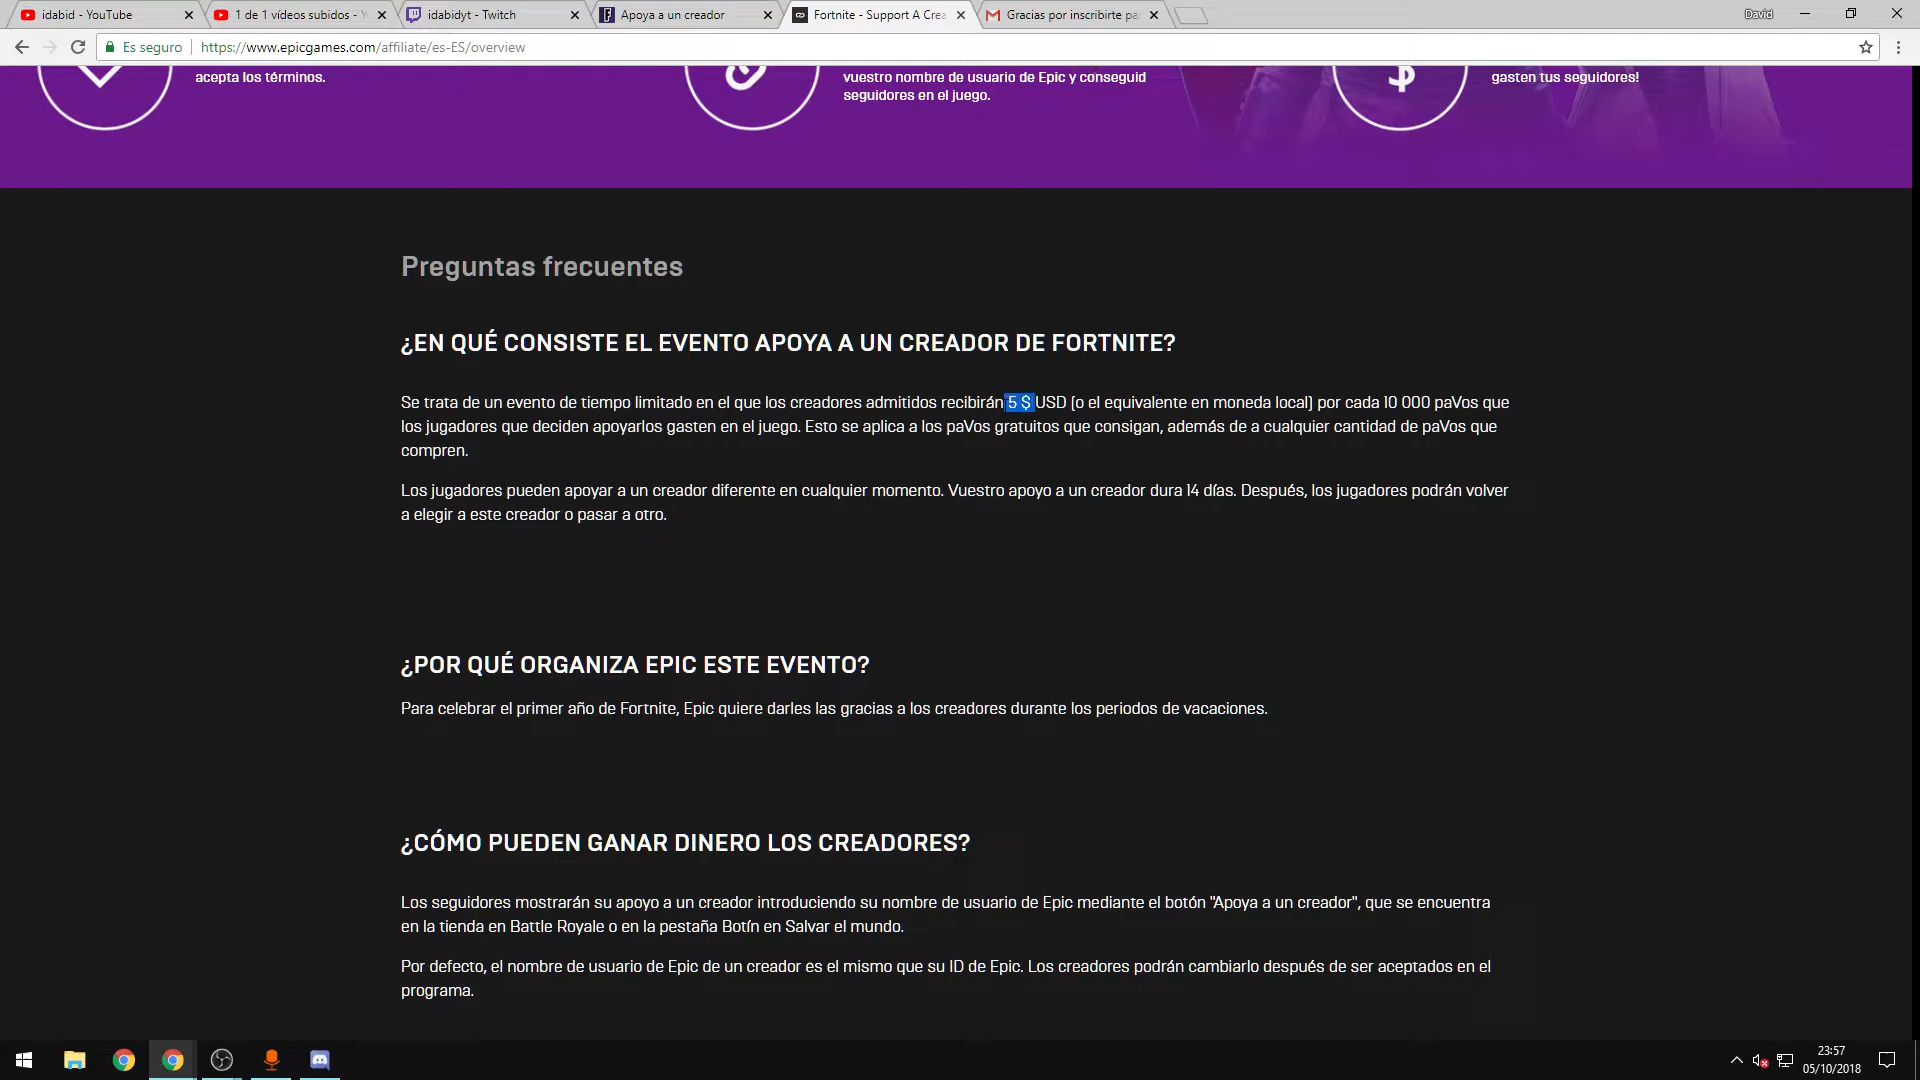 idabid - YouTube
1 de 1 vídeos subidos - Y
idabidyt - Twitch
Apoya a un creador
Fortnite - Support A Crea
Gracias por inscribirte pa
David
Es seguro
https://www.epicgames.com/affiliate/es-ES/overview
acepta los términos.
vuestro nombre de usuario de Epic y conseguid
seguidores en el juego.
gasten tus seguidores!
Preguntas frecuentes
¿EN QUÉ CONSISTE EL EVENTO APOYA A UN CREADOR DE FORTNITE?
Se trata de un evento de tiempo limitado en el que los creadores admitidos recibirán 5 $ USD (o el equivalente en moneda local) por cada 10 000 paVos que
los jugadores que deciden apoyarlos gasten en el juego. Esto se aplica a los paVos gratuitos que consigan, además de a cualquier cantidad de paVos que
compren.
Los jugadores pueden apoyar a un creador diferente en cualquier momento. Vuestro apoyo a un creador dura 14 días. Después, los jugadores podrán volver
a elegir a este creador o pasar a otro.
¿POR QUÉ ORGANIZA EPIC ESTE EVENTO?
Para celebrar el primer año de Fortnite, Epic quiere darles las gracias a los creadores durante los periodos de vacaciones.
¿CÓMO PUEDEN GANAR DINERO LOS CREADORES?
Los seguidores mostrarán su apoyo a un creador introduciendo su nombre de usuario de Epic mediante el botón "Apoya a un creador", que se encuentra
en la tienda en Battle Royale o en la pestaña Botín en Salvar el mundo.
Por defecto, el nombre de usuario de Epic de un creador es el mismo que su ID de Epic. Los creadores podrán cambiarlo después de ser aceptados en el
programa.
23:57
05/10/2018